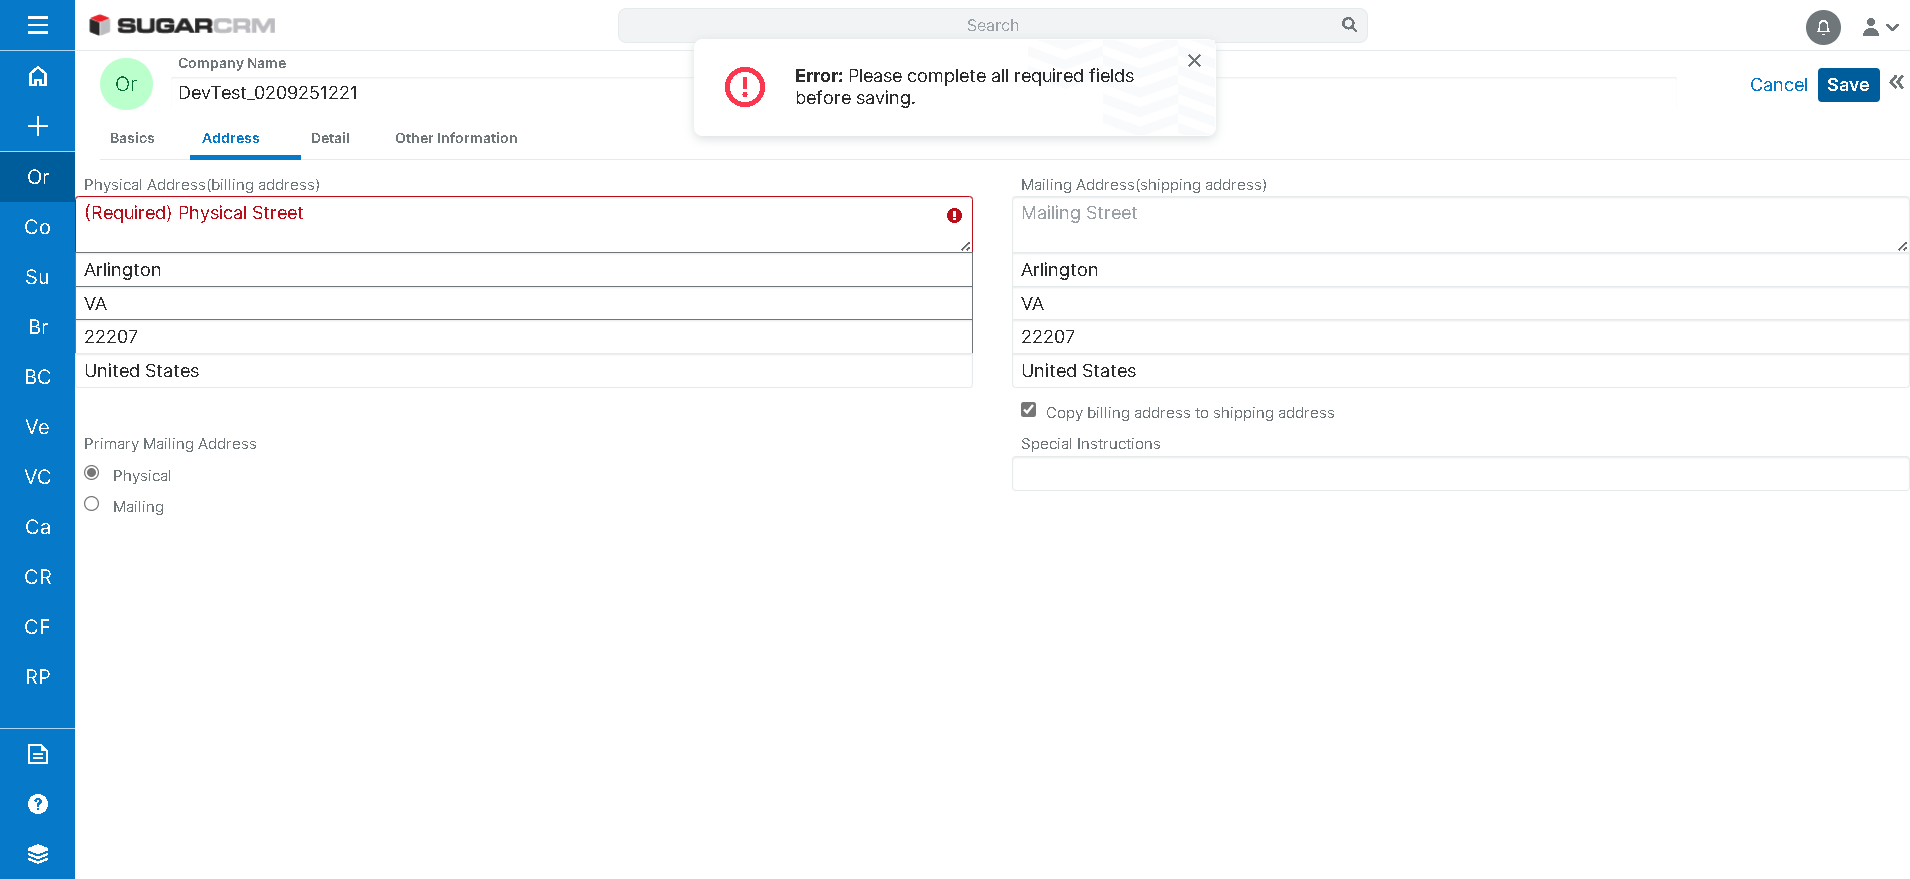 SUGARCRM
Search
Error: Please complete all required fields
before saving.
Or
Company Name
DevTest_0209251221
Cancel
Save
Basics
Address
Detail
Other Information
Or
Co
Su
Br
BC
Ve
VC
Ca
CR
CF
RP
Physical Address(billing address)
(Required) Physical Street
Arlington
VA
22207
United States
Mailing Address(shipping address)
Mailing Street
Arlington
VA
22207
United States
Copy billing address to shipping address
Primary Mailing Address
Physical
Mailing
Special Instructions